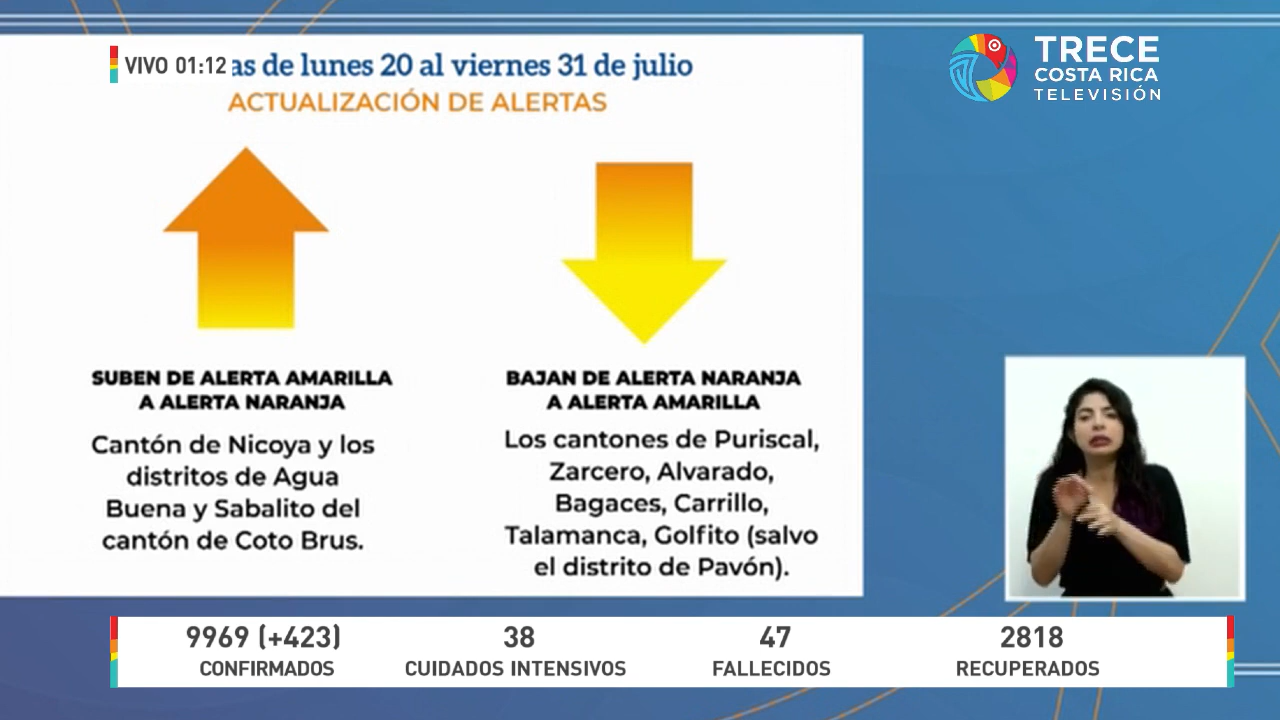 VIVO 01:12
as de lunes 20 al viernes 31 de julio
ACTUALIZACIÓN DE ALERTAS
TRECE
COSTA RICA
TELEVISIÓN
SUBEN DE ALERTA AMARILLA
A ALERTA NARANJA
Cantón de Nicoya y los
distritos de Agua
Buena y Sabalito del
cantón de Coto Brus.
BAJAN DE ALERTA NARANJA
A ALERTA AMARILLA
Los cantones de Puriscal,
Zarcero, Alvarado,
Bagaces, Carrillo,
Talamanca, Golfito (salvo
el distrito de Pavón).
9969 (+423)
CONFIRMADOS
38
CUIDADOS INTENSIVOS
47
FALLECIDOS
2818
RECUPERADOS